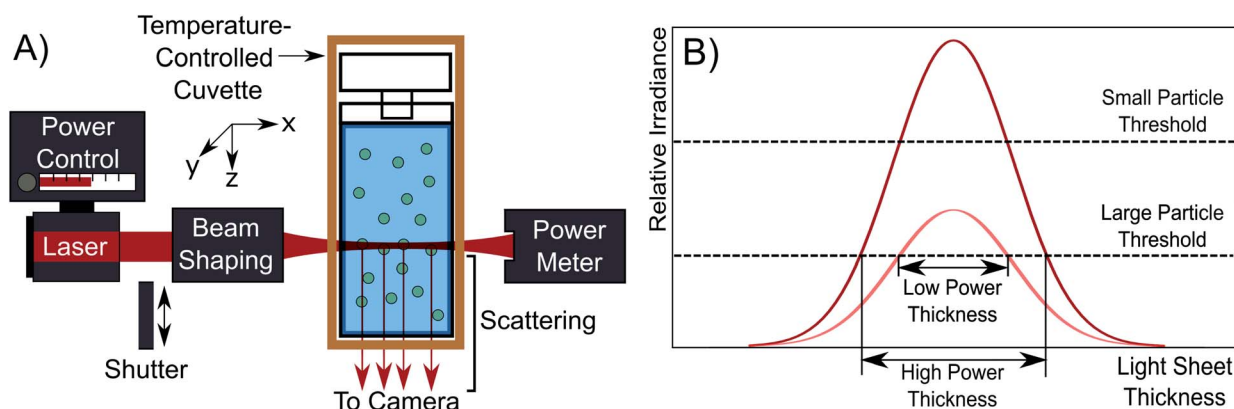 A)
Temperature-
Controlled
Cuvette
Power
Control
x
y
z
Laser
Beam
Shaping
Power
Meter
Shutter
Scattering
To Camera
B)
Relative Irradiance
Small Particle
Threshold
Large Particle
Threshold
Low Power
Thickness
High Power
Thickness
Light Sheet
Thickness